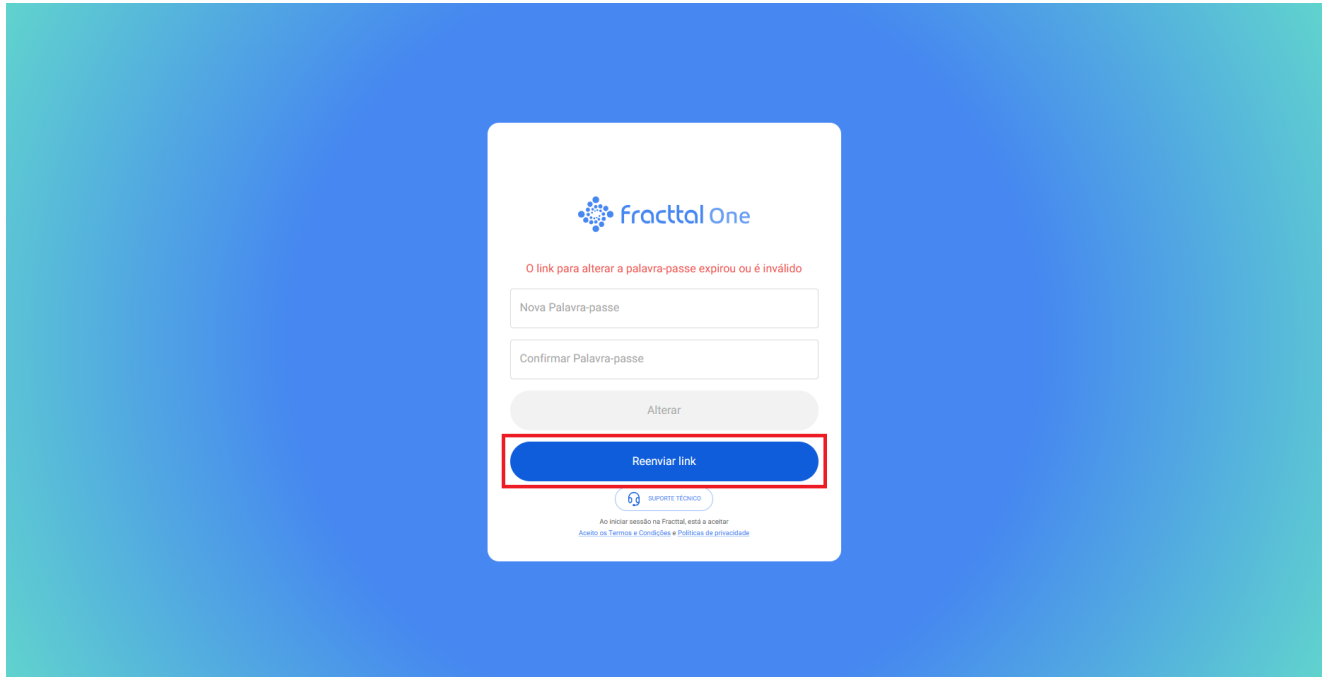 fracttal One
O link para alterar a palavra-passe expirou ou é inválido
Nova Palavra-passe
Confirmar Palavra-passe
Alterar
Reenviar link
SUPORTE TÉCNICO
Ao iniciar sessão na Fracttal, está a aceitar
Aceito os Termos e Condições e Políticas de privacidade